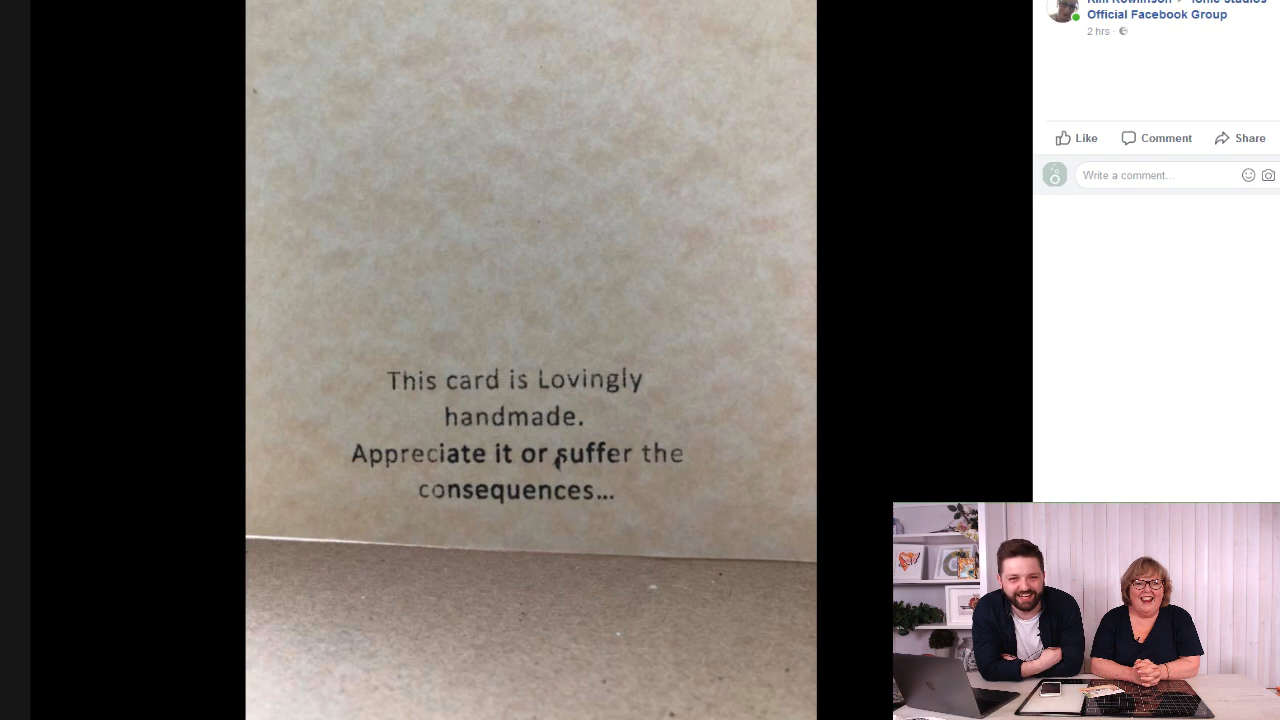 This card is Lovingly
handmade.
Appreciate it or suffer the
consequences...
Official Facebook Group
2 hrs ·
Like Comment Share
Write a comment...